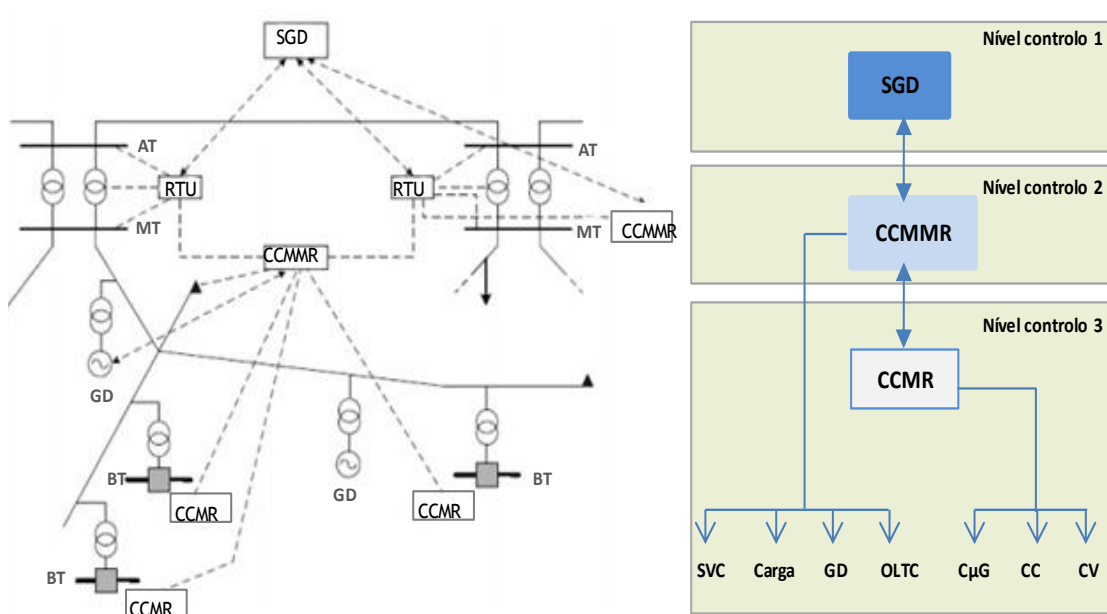 SGD
AT
AT
RTU
RTU
MT
MT
CCMMR
CCMMR
GD
BT
GD
BT
CCMR
CCMR
BT
CCMR
Nível controlo 1
SGD
Nível controlo 2
CCMMR
Nível controlo 3
CCMR
SVC Carga GD OLTC CµG CC CV